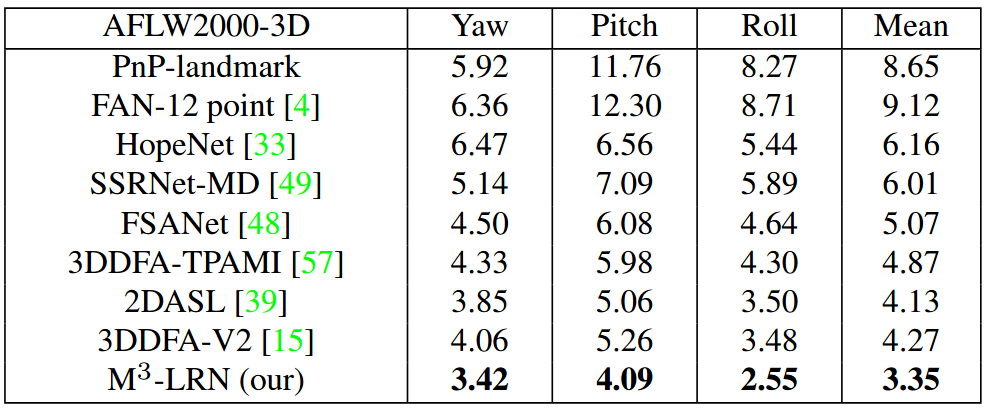 AFLW2000-3D Yaw Pitch Roll Mean
PnP-landmark 5.92 11.76 8.27 8.65
FAN-12 point [4] 6.36 12.30 8.71 9.12
HopeNet [33] 6.47 6.56 5.44 6.16
SSRNet-MD [49] 5.14 7.09 5.89 6.01
FSANet [48] 4.50 6.08 4.64 5.07
3DDFA-TPAMI [57] 4.33 5.98 4.30 4.87
2DASL [39] 3.85 5.06 3.50 4.13
3DDFA-V2 [15] 4.06 5.26 3.48 4.27
M³-LRN (our) 3.42 4.09 2.55 3.35